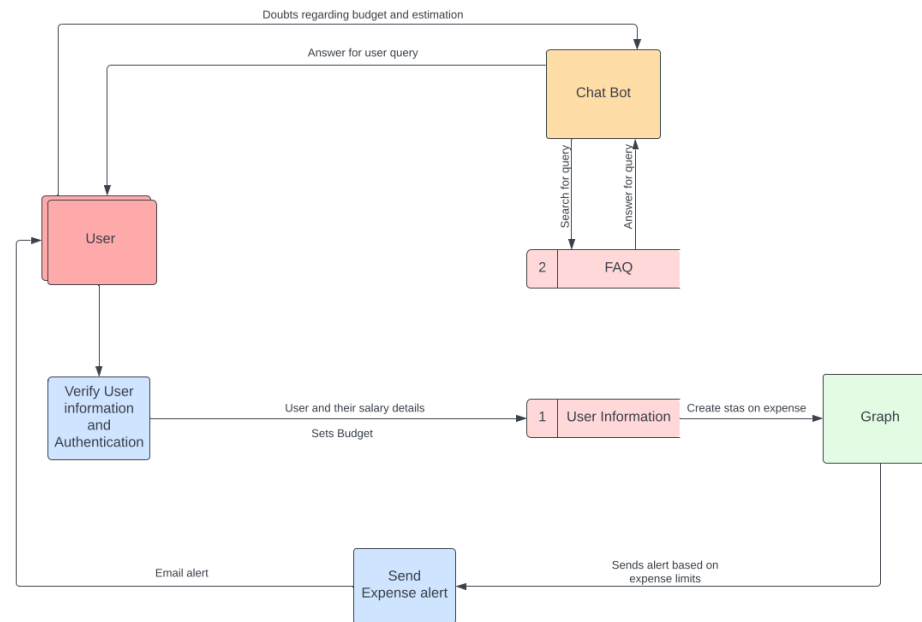 Doubts regarding budget and estimation
Answer for user query
Chat Bot
Search for query
Answer for query
User
2
FAQ
Verify User
information
and
Authentication
User and their salary details
Sets Budget
1
User Information
Create stas on expense
Graph
Email alert
Send
Expense alert
Sends alert based on
expense limits